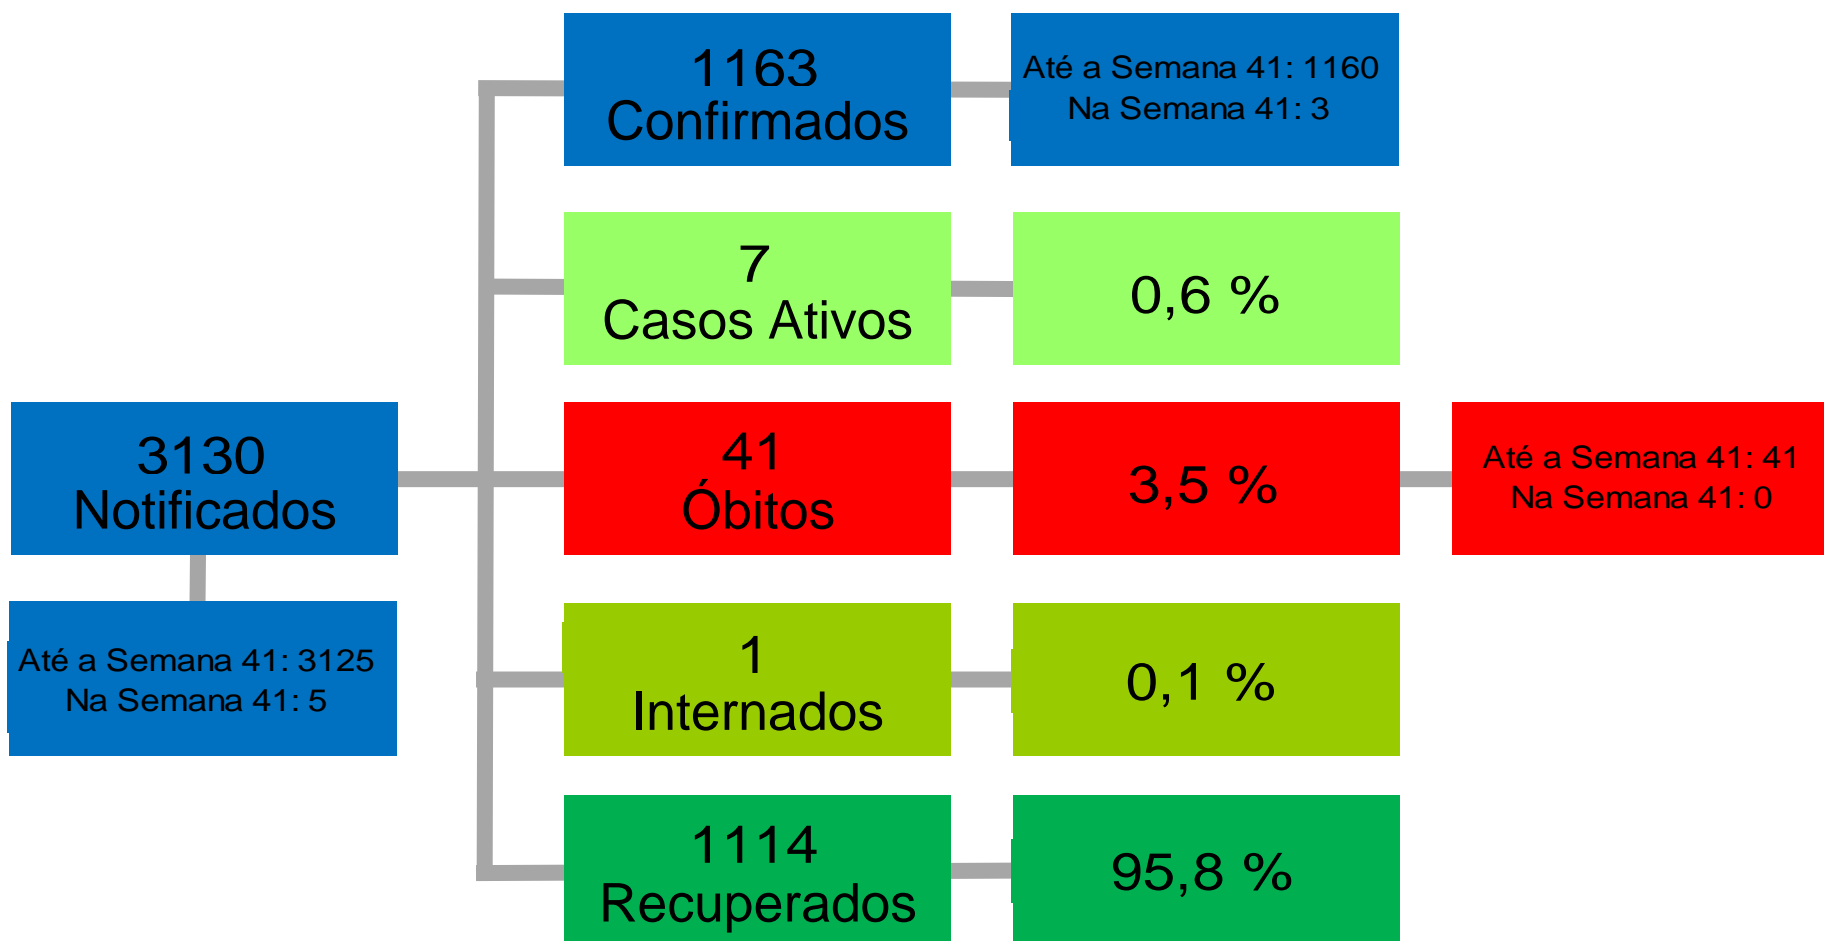 1163
Confirmados
Até a Semana 41: 1160
Na Semana 41: 3
7
Casos Ativos
0,6 %
3130
Notificados
41
Óbitos
3,5 %
Até a Semana 41: 41
Na Semana 41: 0
Até a Semana 41: 3125
Na Semana 41: 5
1
Internados
0,1 %
1114
Recuperados
95,8 %